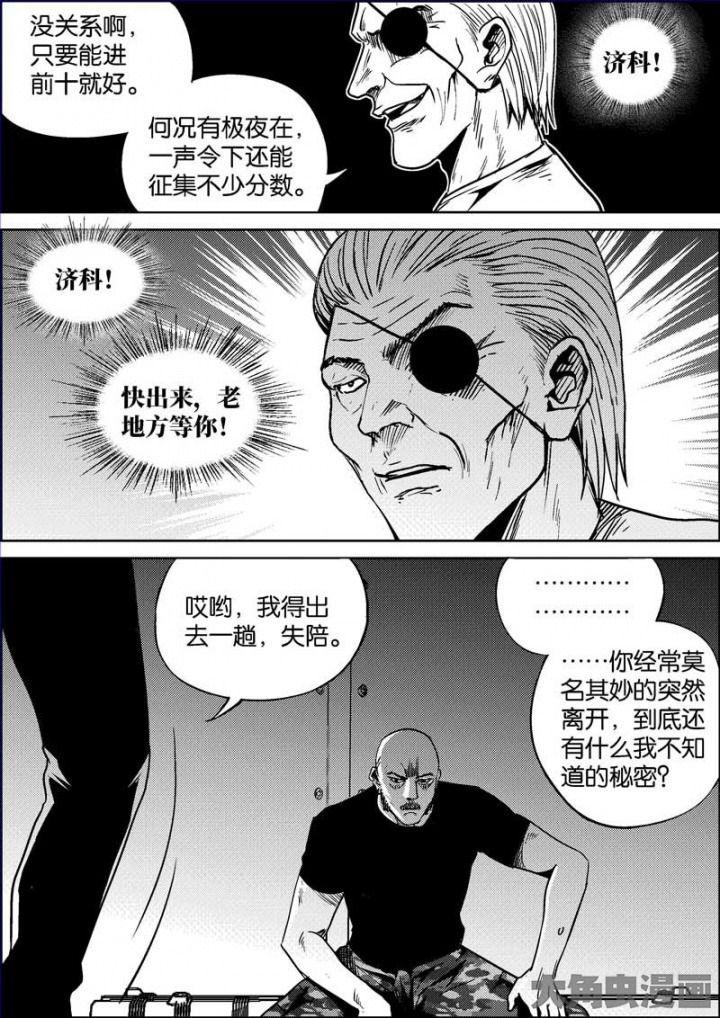 没关系啊，
只要能进
前十就好。
何况有极夜在，
一声令下还能
征集不少分数。
济科！
济科！
快出来，老
地方等你！
哎哟，我得出
去一趟，失陪。
…………
…………
……你经常莫
名其妙的突然
离开，到底还
有什么我不知
道的秘密？
大角虫漫画